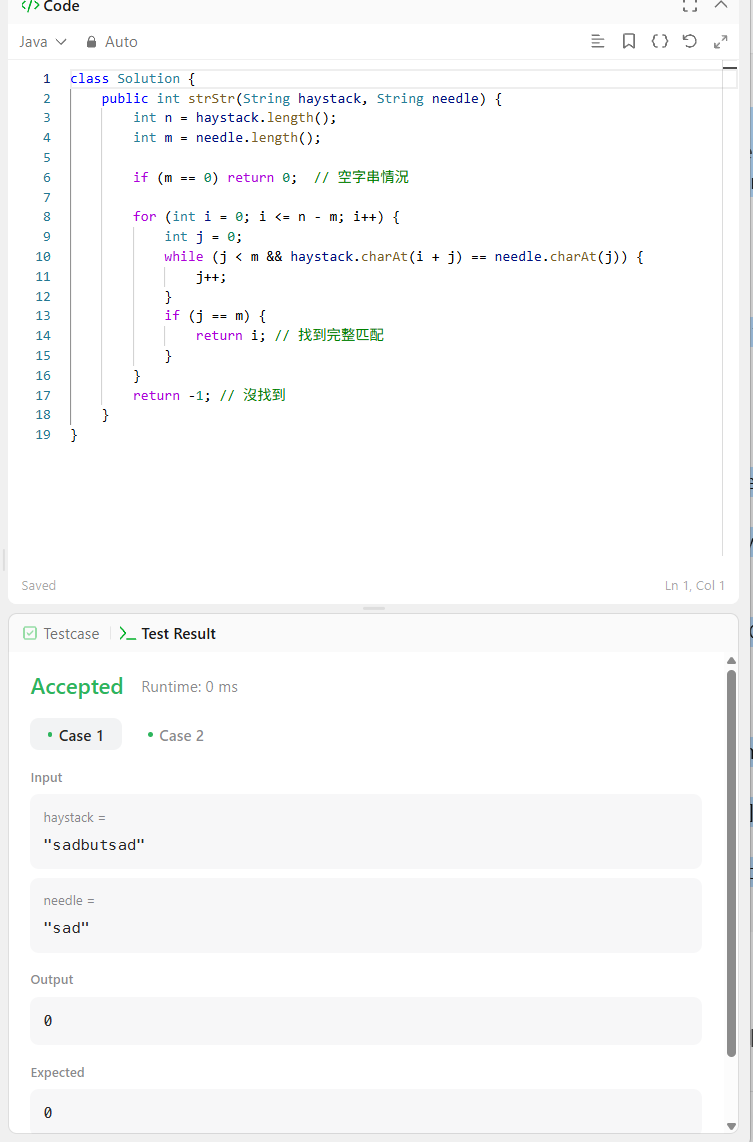 </> Code
Java Auto
1 class Solution {
2     public int strStr(String haystack, String needle) {
3         int n = haystack.length();
4         int m = needle.length();
5
6         if (m == 0) return 0;  // 空字串情況
7
8         for (int i = 0; i <= n - m; i++) {
9             int j = 0;
10             while (j < m && haystack.charAt(i + j) == needle.charAt(j)) {
11                 j++;
12             }
13             if (j == m) {
14                 return i; // 找到完整匹配
15             }
16         }
17         return -1; // 沒找到
18     }
19 }
Saved Ln 1, Col 1
Testcase Test Result
Accepted Runtime: 0 ms
Case 1 Case 2
Input
haystack =
"sadbutsad"
needle =
"sad"
Output
0
Expected
0